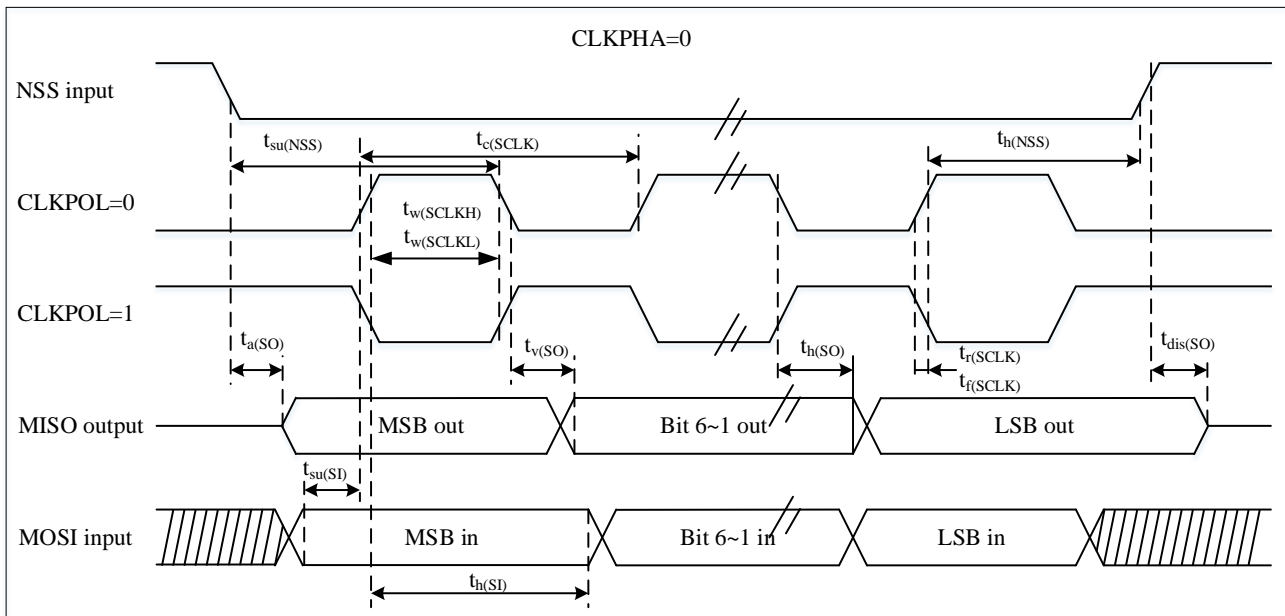 CLKPHA=0
NSS input
tsu(NSS)
tc(SCLK)
th(NSS)
CLKPOL=0
tw(SCLKH)
tw(SCLKL)
CLKPOL=1
ta(SO)
tv(SO)
th(SO)
tr(SCLK)
tf(SCLK)
tdis(SO)
MISO output
MSB out
Bit 6~1 out
LSB out
tsu(SI)
MOSI input
MSB in
Bit 6~1 in
LSB in
th(SI)